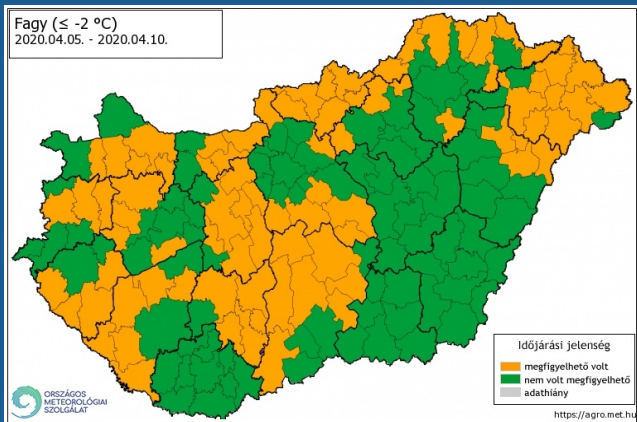 Fagy (≤ -2 °C)
2020.04.05. - 2020.04.10.
Időjárási jelenség
megfigyelhető volt
nem volt megfigyelhető
adathiány
ORSZÁGOS
METEOROLÓGIAI
SZOLGÁLAT
https://agro.met.hu